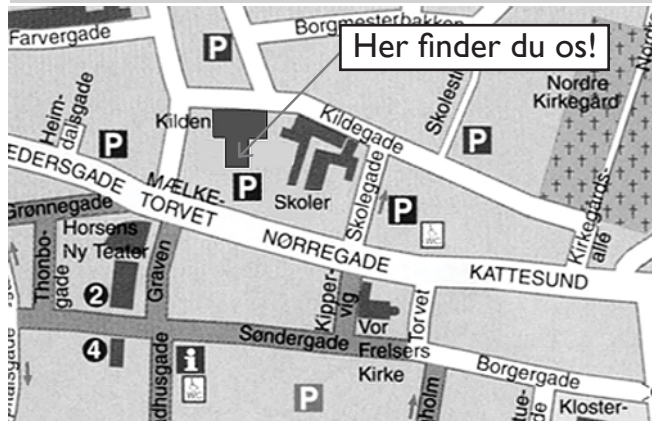 Farvergade
Borgmesterbakken
Her finder du os!
P
Nordre
Kirkegård
Heim-
dalsgade
P
Kilden
Kildegade
Skolestr
P
EDERSGADE
MÆLKE-
TORVET
P
Skoler
Skolegade
P
WC
Kirkegårds-
allé
Grønnegade
Horsens
Ny Teater
NØRREGADE
KATTESUND
Thonbo-
gade
2
Graven
Kipper-
vig
Torvet
Vor
Frelsers
Kirke
Søndergade
4
i
WC
P
Borgergade
Kloster-